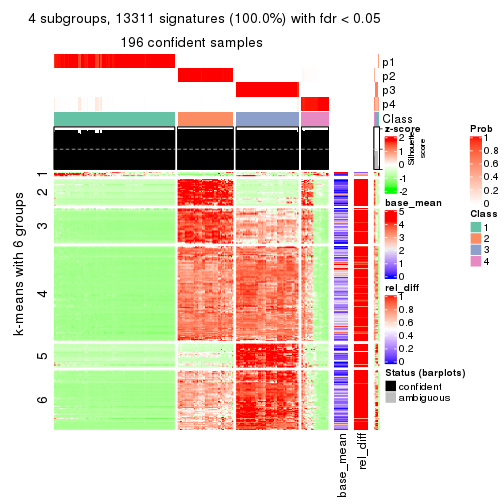 4 subgroups, 13311 signatures (100.0%) with fdr < 0.05
196 confident samples
p1
p2
p3
p4
Class
z-score
2
1
0
-1
-2
Silhouette
score
Prob
1
0.8
0.6
0.4
0.2
0
base_mean
5
4
3
2
1
0
Class
1
2
3
4
rel_diff
1
0.8
0.6
0.4
0.2
0
Status (barplots)
confident
ambiguous
k-means with 6 groups
1
2
3
4
5
6
base_mean
rel_diff